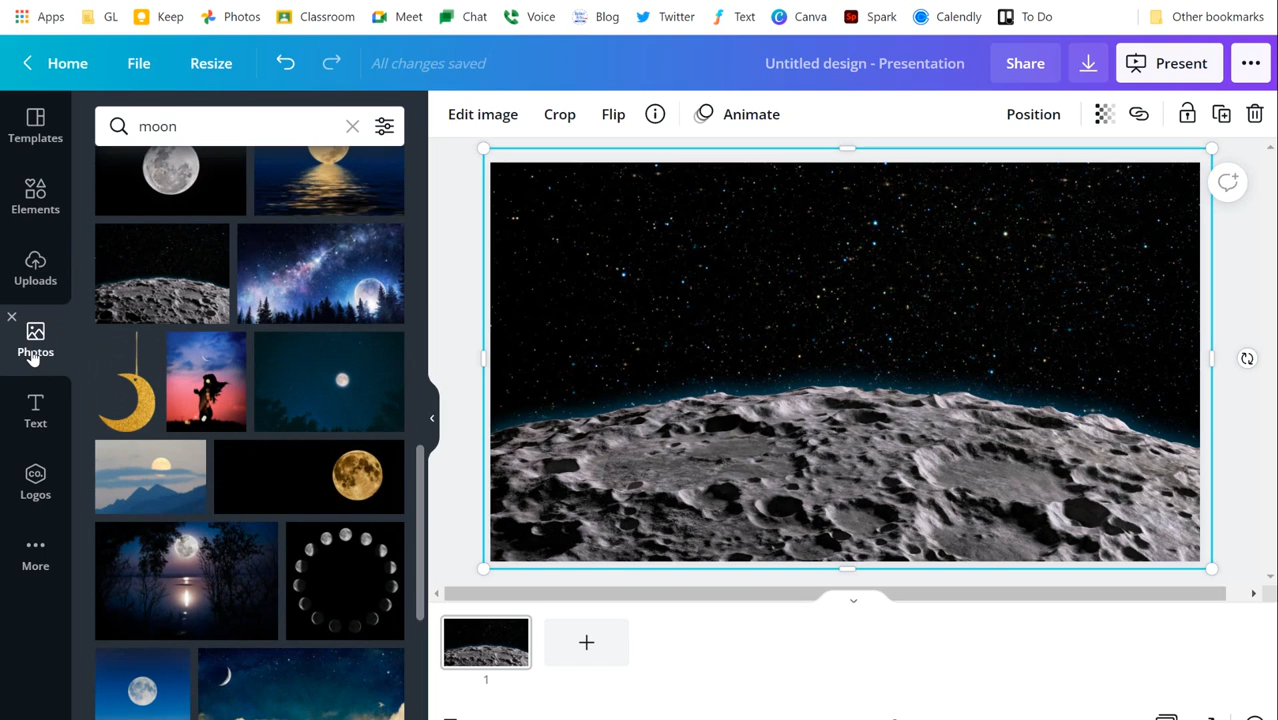 Apps GL Keep Photos Classroom Meet Chat Voice Blog Twitter Text Canva Spark Calendly To Do Other bookmarks
Home File Resize All changes saved Untitled design - Presentation Share Present
Templates
Elements
Uploads
Photos
Text
CO.
Logos
More
moon
Edit image Crop Flip Animate Position
1